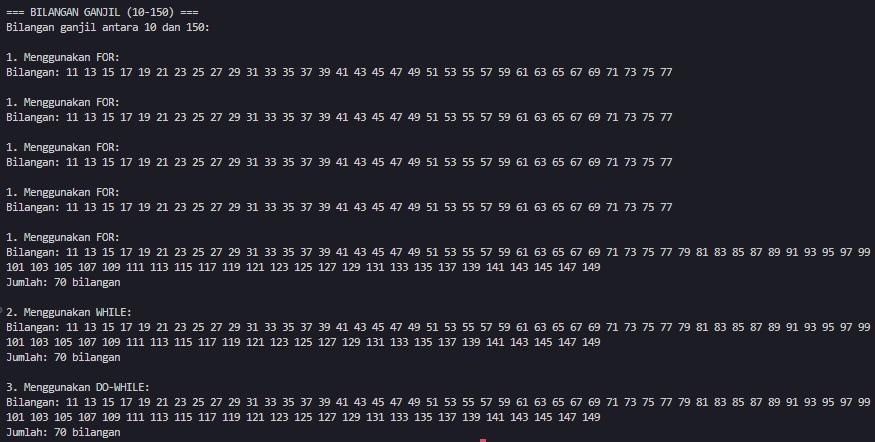 === BILANGAN GANJIL (10-150) ===
Bilangan ganjil antara 10 dan 150:
1. Menggunakan FOR:
Bilangan: 11 13 15 17 19 21 23 25 27 29 31 33 35 37 39 41 43 45 47 49 51 53 55 57 59 61 63 65 67 69 71 73 75 77
1. Menggunakan FOR:
Bilangan: 11 13 15 17 19 21 23 25 27 29 31 33 35 37 39 41 43 45 47 49 51 53 55 57 59 61 63 65 67 69 71 73 75 77
1. Menggunakan FOR:
Bilangan: 11 13 15 17 19 21 23 25 27 29 31 33 35 37 39 41 43 45 47 49 51 53 55 57 59 61 63 65 67 69 71 73 75 77
1. Menggunakan FOR:
Bilangan: 11 13 15 17 19 21 23 25 27 29 31 33 35 37 39 41 43 45 47 49 51 53 55 57 59 61 63 65 67 69 71 73 75 77
1. Menggunakan FOR:
Bilangan: 11 13 15 17 19 21 23 25 27 29 31 33 35 37 39 41 43 45 47 49 51 53 55 57 59 61 63 65 67 69 71 73 75 77 79 81 83 85 87 89 91 93 95 97 99
101 103 105 107 109 111 113 115 117 119 121 123 125 127 129 131 133 135 137 139 141 143 145 147 149
Jumlah: 70 bilangan
2. Menggunakan WHILE:
Bilangan: 11 13 15 17 19 21 23 25 27 29 31 33 35 37 39 41 43 45 47 49 51 53 55 57 59 61 63 65 67 69 71 73 75 77 79 81 83 85 87 89 91 93 95 97 99
101 103 105 107 109 111 113 115 117 119 121 123 125 127 129 131 133 135 137 139 141 143 145 147 149
Jumlah: 70 bilangan
3. Menggunakan DO-WHILE:
Bilangan: 11 13 15 17 19 21 23 25 27 29 31 33 35 37 39 41 43 45 47 49 51 53 55 57 59 61 63 65 67 69 71 73 75 77 79 81 83 85 87 89 91 93 95 97 99
101 103 105 107 109 111 113 115 117 119 121 123 125 127 129 131 133 135 137 139 141 143 145 147 149
Jumlah: 70 bilangan